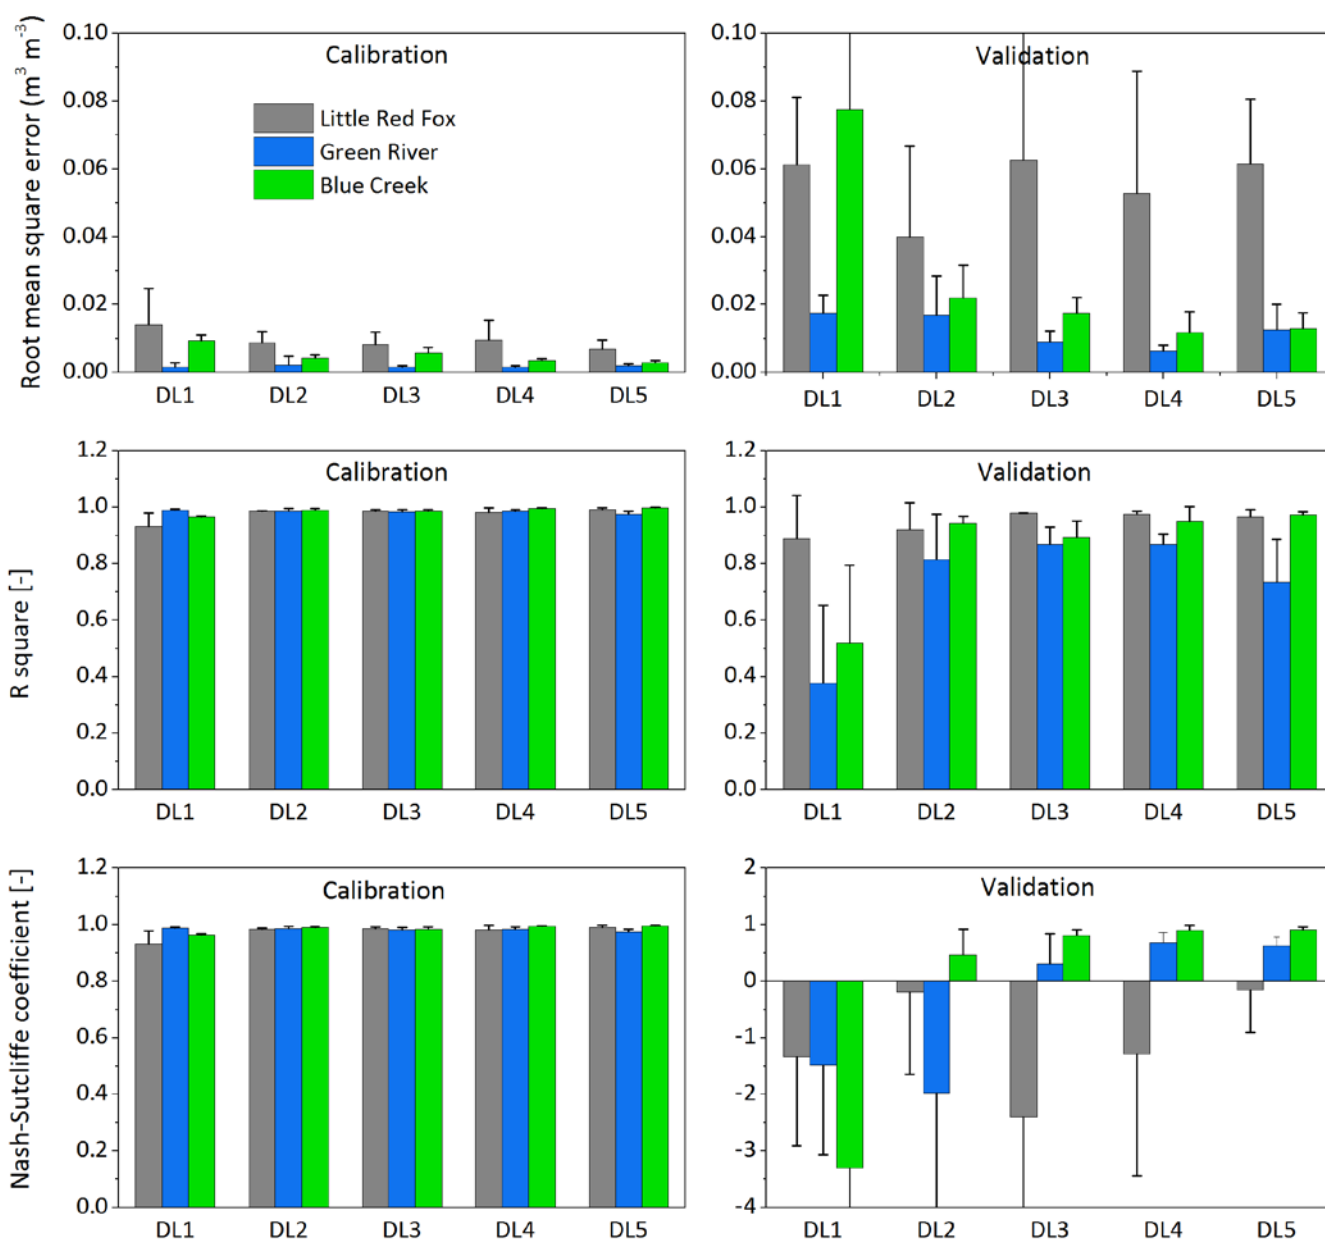 Root mean square error (m³ m⁻³)
0.10
0.08
0.06
0.04
0.02
0.00
Calibration
Little Red Fox
Green River
Blue Creek
DL1 DL2 DL3 DL4 DL5
0.10
0.08
0.06
0.04
0.02
0.00
Validation
DL1 DL2 DL3 DL4 DL5
R square [-]
1.2
1.0
0.8
0.6
0.4
0.2
0.0
Calibration
DL1 DL2 DL3 DL4 DL5
1.2
1.0
0.8
0.6
0.4
0.2
0.0
Validation
DL1 DL2 DL3 DL4 DL5
Nash-Sutcliffe coefficient [-]
1.2
1.0
0.8
0.6
0.4
0.2
0.0
Calibration
DL1 DL2 DL3 DL4 DL5
2
1
0
-1
-2
-3
-4
Validation
DL1 DL2 DL3 DL4 DL5